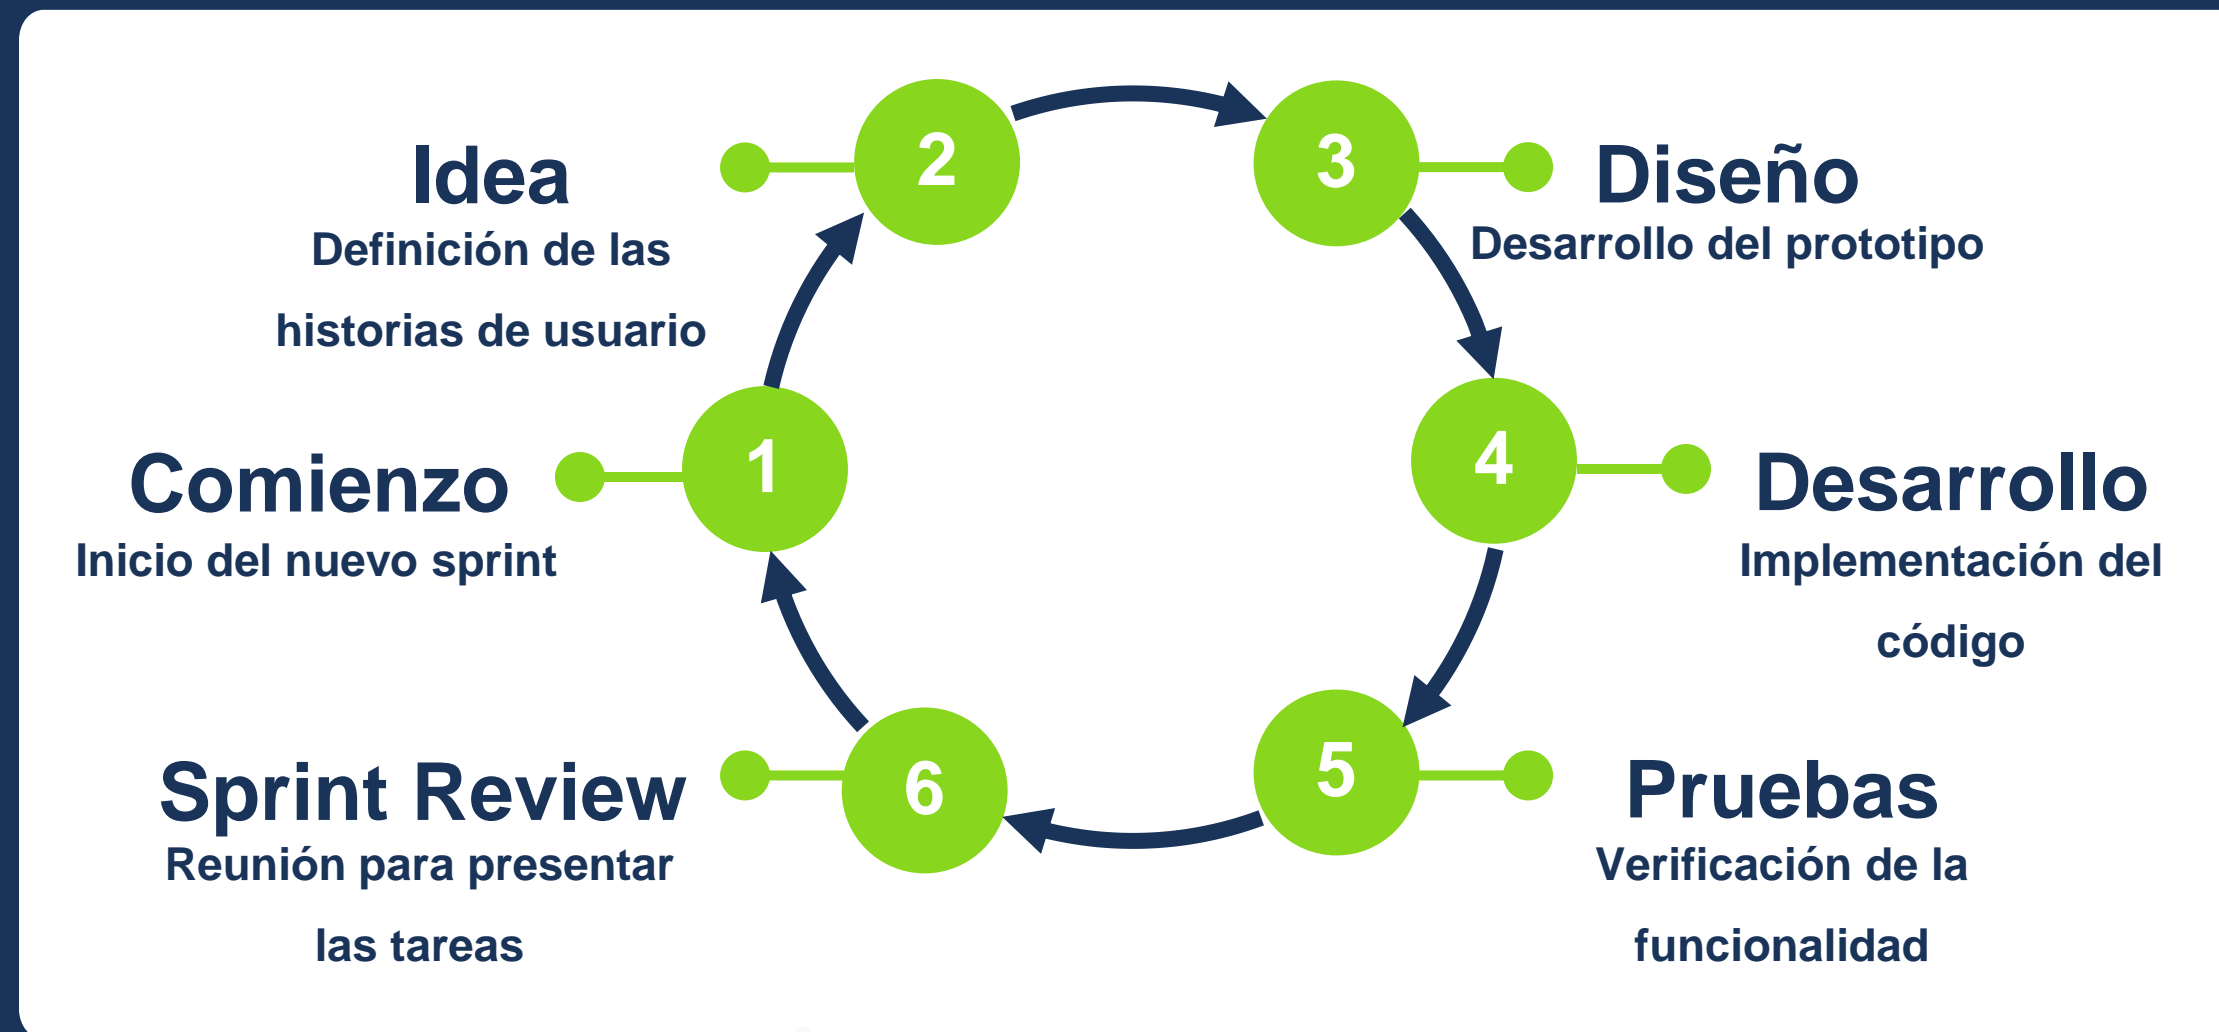 2
Idea
Definición de las
historias de usuario
3
Diseño
Desarrollo del prototipo
1
Comienzo
Inicio del nuevo sprint
4
Desarrollo
Implementación del
código
6
Sprint Review
Reunión para presentar
las tareas
5
Pruebas
Verificación de la
funcionalidad